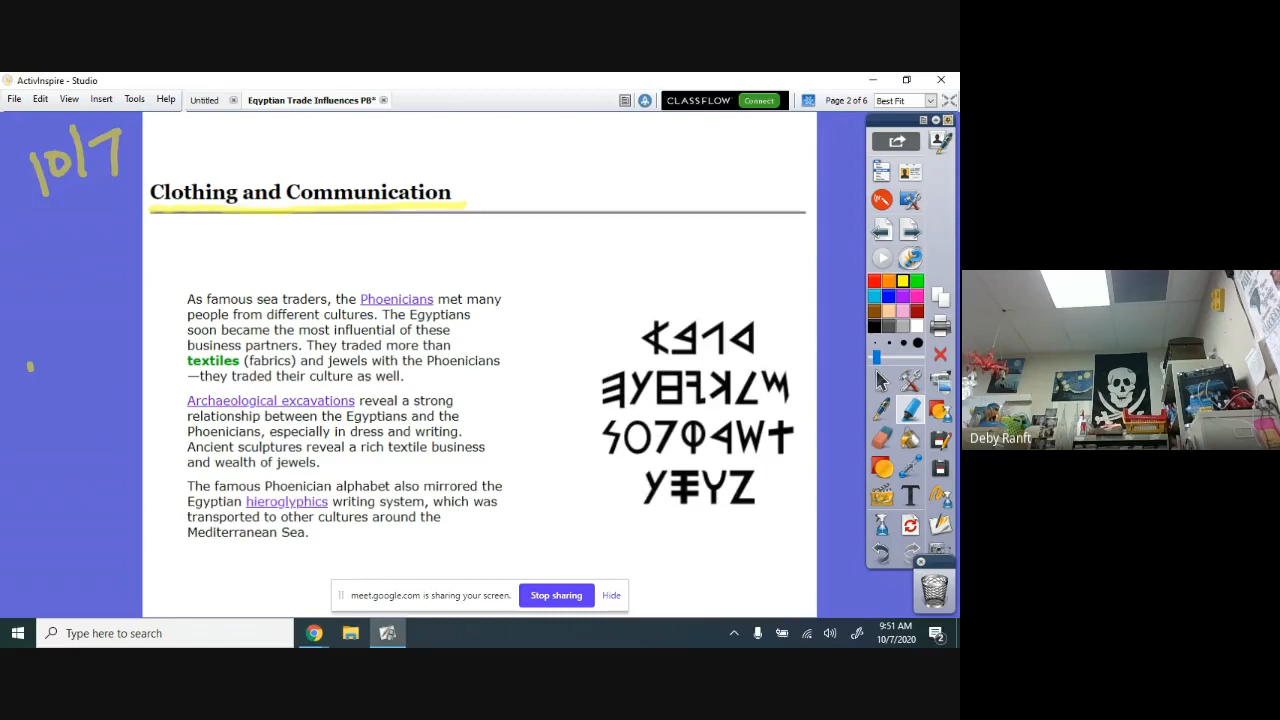 ActivInspire - Studio
File Edit View Insert Tools Help
Untitled
Egyptian Trade Influences PB*
CLASSFLOW Connect
Page 2 of 6
Best Fit
10/7
Clothing and Communication
As famous sea traders, the Phoenicians met many
people from different cultures. The Egyptians
soon became the most influential of these
business partners. They traded more than
textiles (fabrics) and jewels with the Phoenicians
—they traded their culture as well.
Archaeological excavations reveal a strong
relationship between the Egyptians and the
Phoenicians, especially in dress and writing.
Ancient sculptures reveal a rich textile business
and wealth of jewels.
The famous Phoenician alphabet also mirrored the
Egyptian hieroglyphics writing system, which was
transported to other cultures around the
Mediterranean Sea.
meet.google.com is sharing your screen. Stop sharing Hide
Type here to search
9:51 AM
10/7/2020
2
Deby Ranft